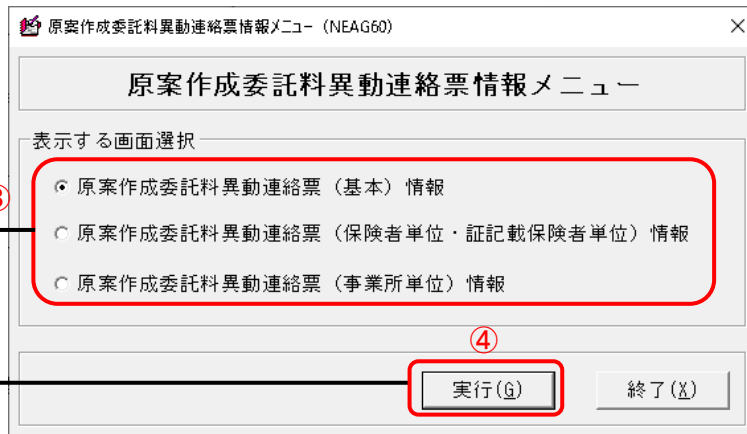 原案作成委託料異動連絡票情報メニュー (NEAG60)
原案作成委託料異動連絡票情報メニュー
表示する画面選択
③
原案作成委託料異動連絡票（基本）情報
原案作成委託料異動連絡票（保険者単位・証記載保険者単位）情報
原案作成委託料異動連絡票（事業所単位）情報
④
実行(G) 終了(X)